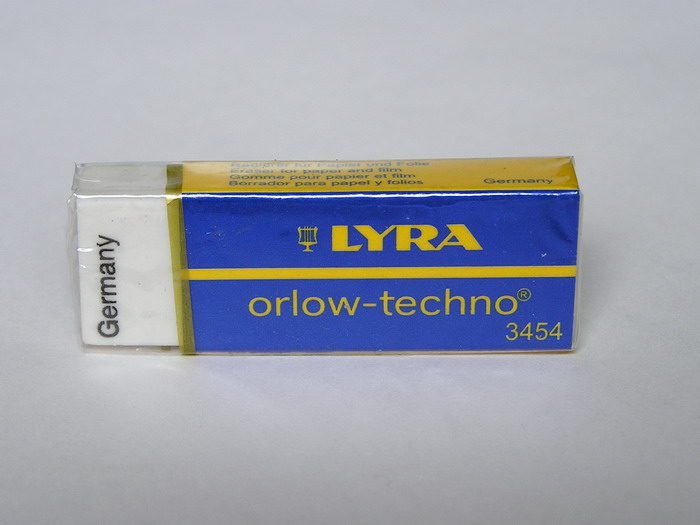 Radierer für Papier und Folie
Eraser for paper and film
Gomme pour papier et film
Borrador para papel y folios
Germany
Germany
LYRA
orlow-techno®
3454